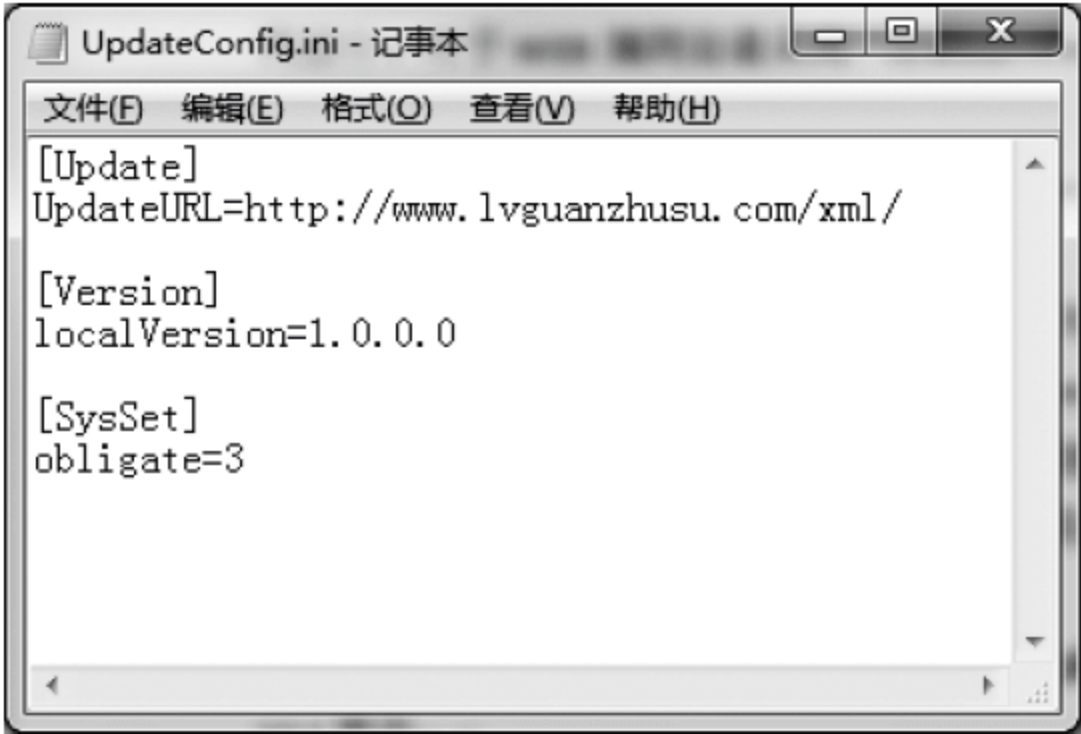 UpdateConfig.ini - 记事本
文件(F) 编辑(E) 格式(O) 查看(V) 帮助(H)
[Update]
UpdateURL=http://www.lvguanzhusu.com/xml/
[Version]
localVersion=1.0.0.0
[SysSet]
obligate=3